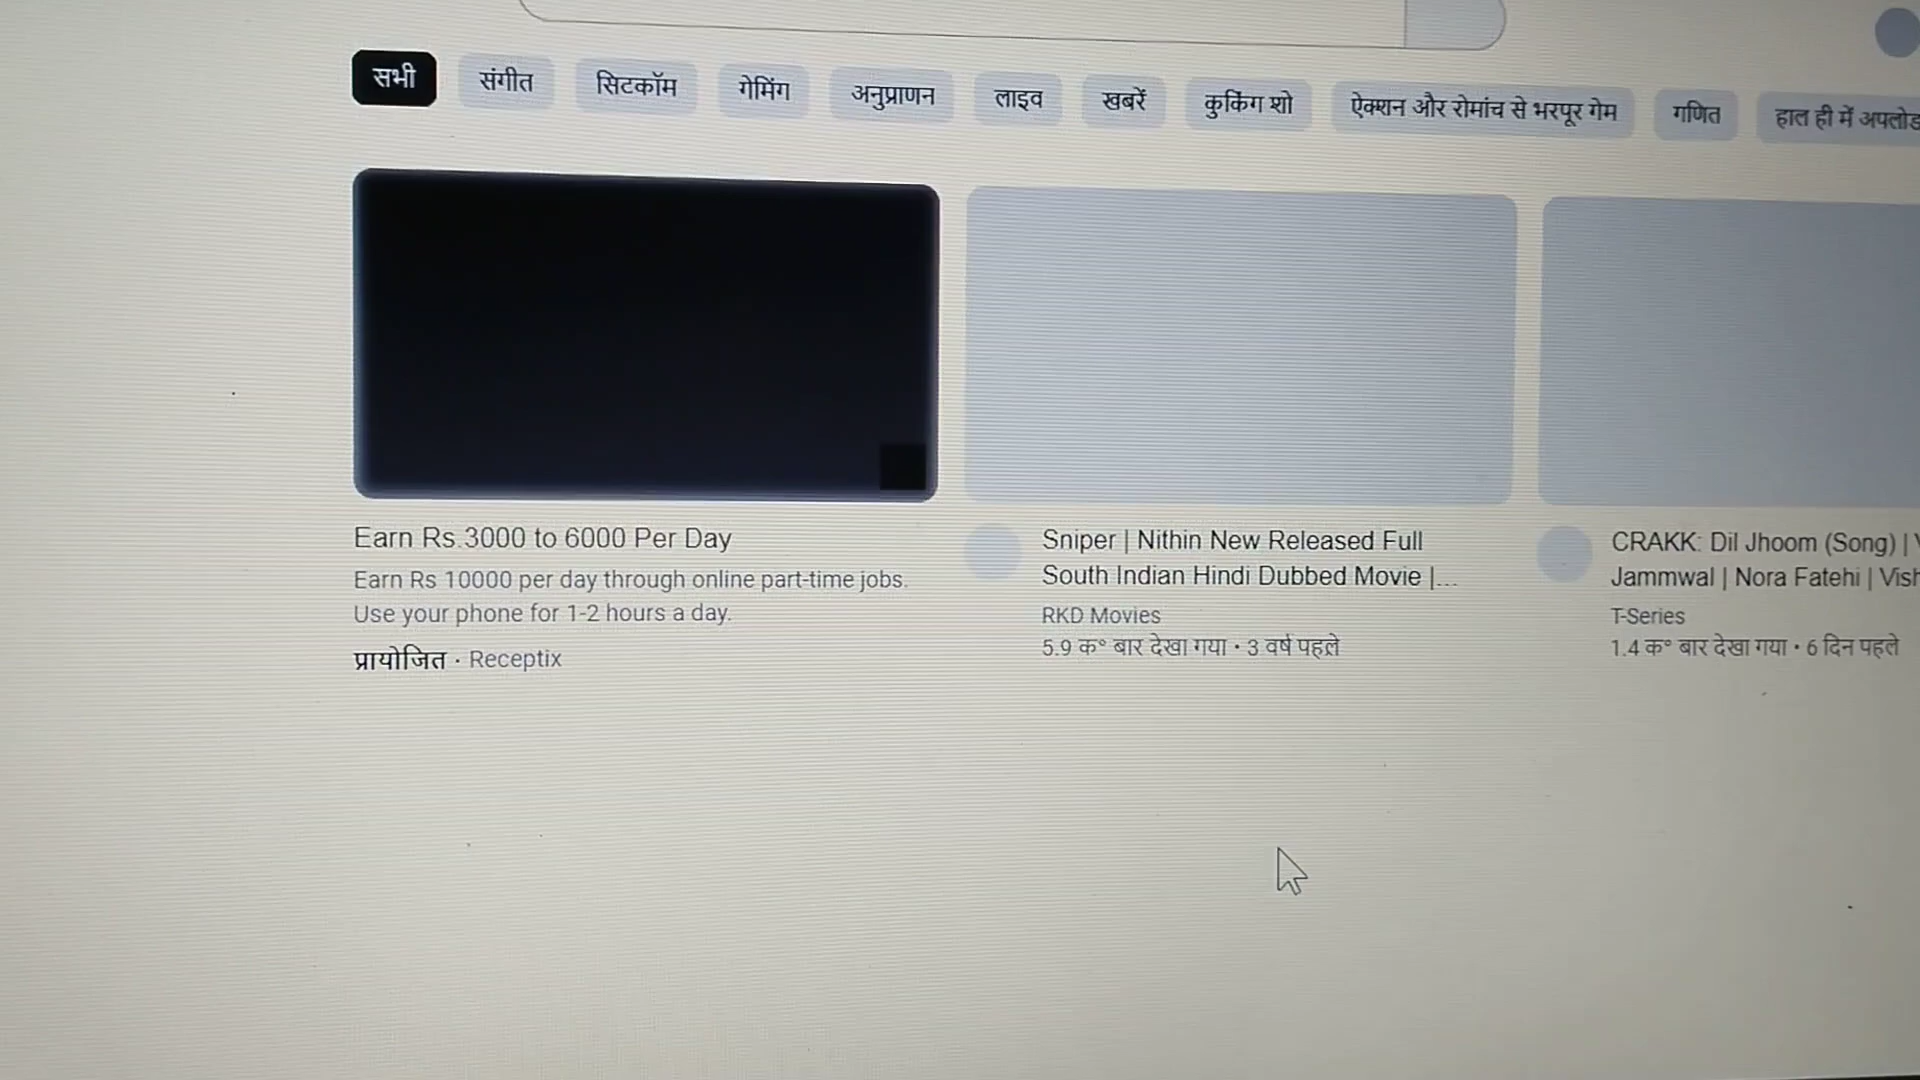 सभी संगीत सिटकॉम गेमिंग अनुप्राणन लाइव खबरें कुकिंग शो ऐक्शन और रोमांच से भरपूर गेम गणित हाल ही में अपलोड
Earn Rs.3000 to 6000 Per Day
Earn Rs 10000 per day through online part-time jobs.
Use your phone for 1-2 hours a day.
प्रायोजित · Receptix
Sniper | Nithin New Released Full
South Indian Hindi Dubbed Movie |...
RKD Movies
5.9 क॰ बार देखा गया • 3 वर्ष पहले
CRAKK: Dil Jhoom (Song) |
Jammwal | Nora Fatehi | Vish
T-Series
1.4 क॰ बार देखा गया • 6 दिन पहले